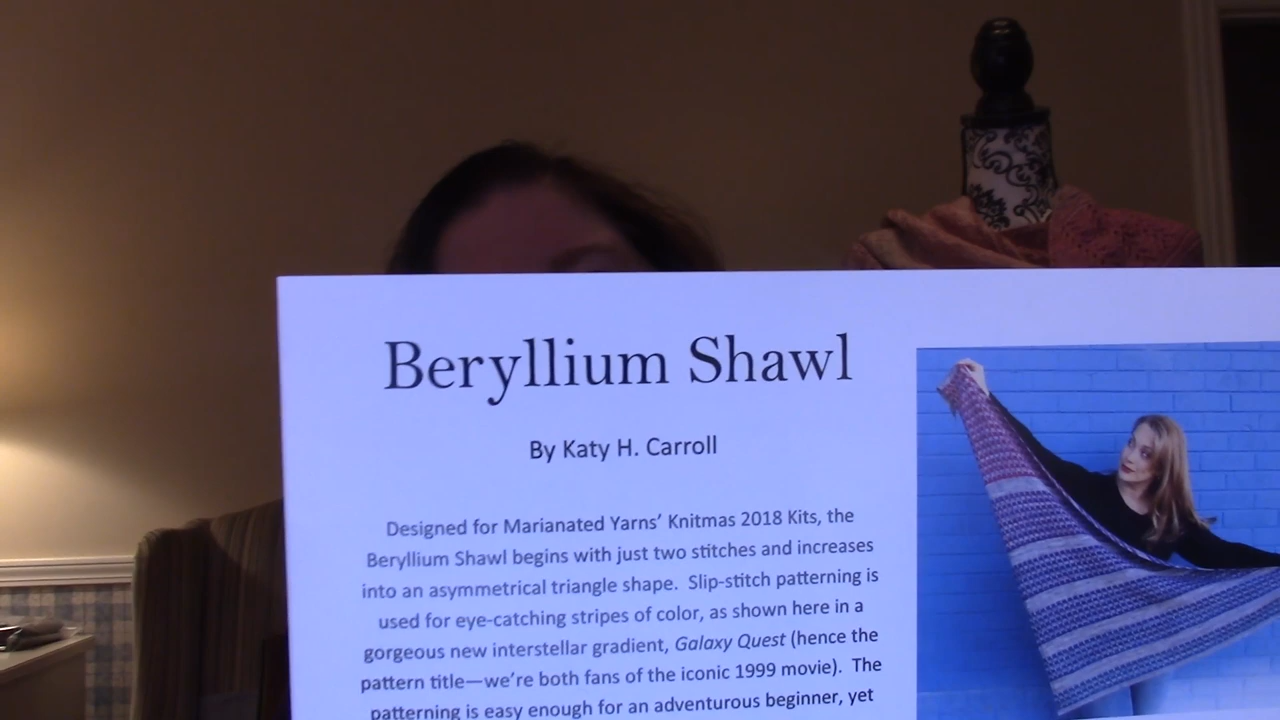 Beryllium Shawl
By Katy H. Carroll
Designed for Marianated Yarns' Knitmas 2018 Kits, the
Beryllium Shawl begins with just two stitches and increases
into an asymmetrical triangle shape. Slip-stitch patterning is
used for eye-catching stripes of color, as shown here in a
gorgeous new interstellar gradient, Galaxy Quest (hence the
pattern title—we're both fans of the iconic 1999 movie). The
patterning is easy enough for an adventurous beginner, yet